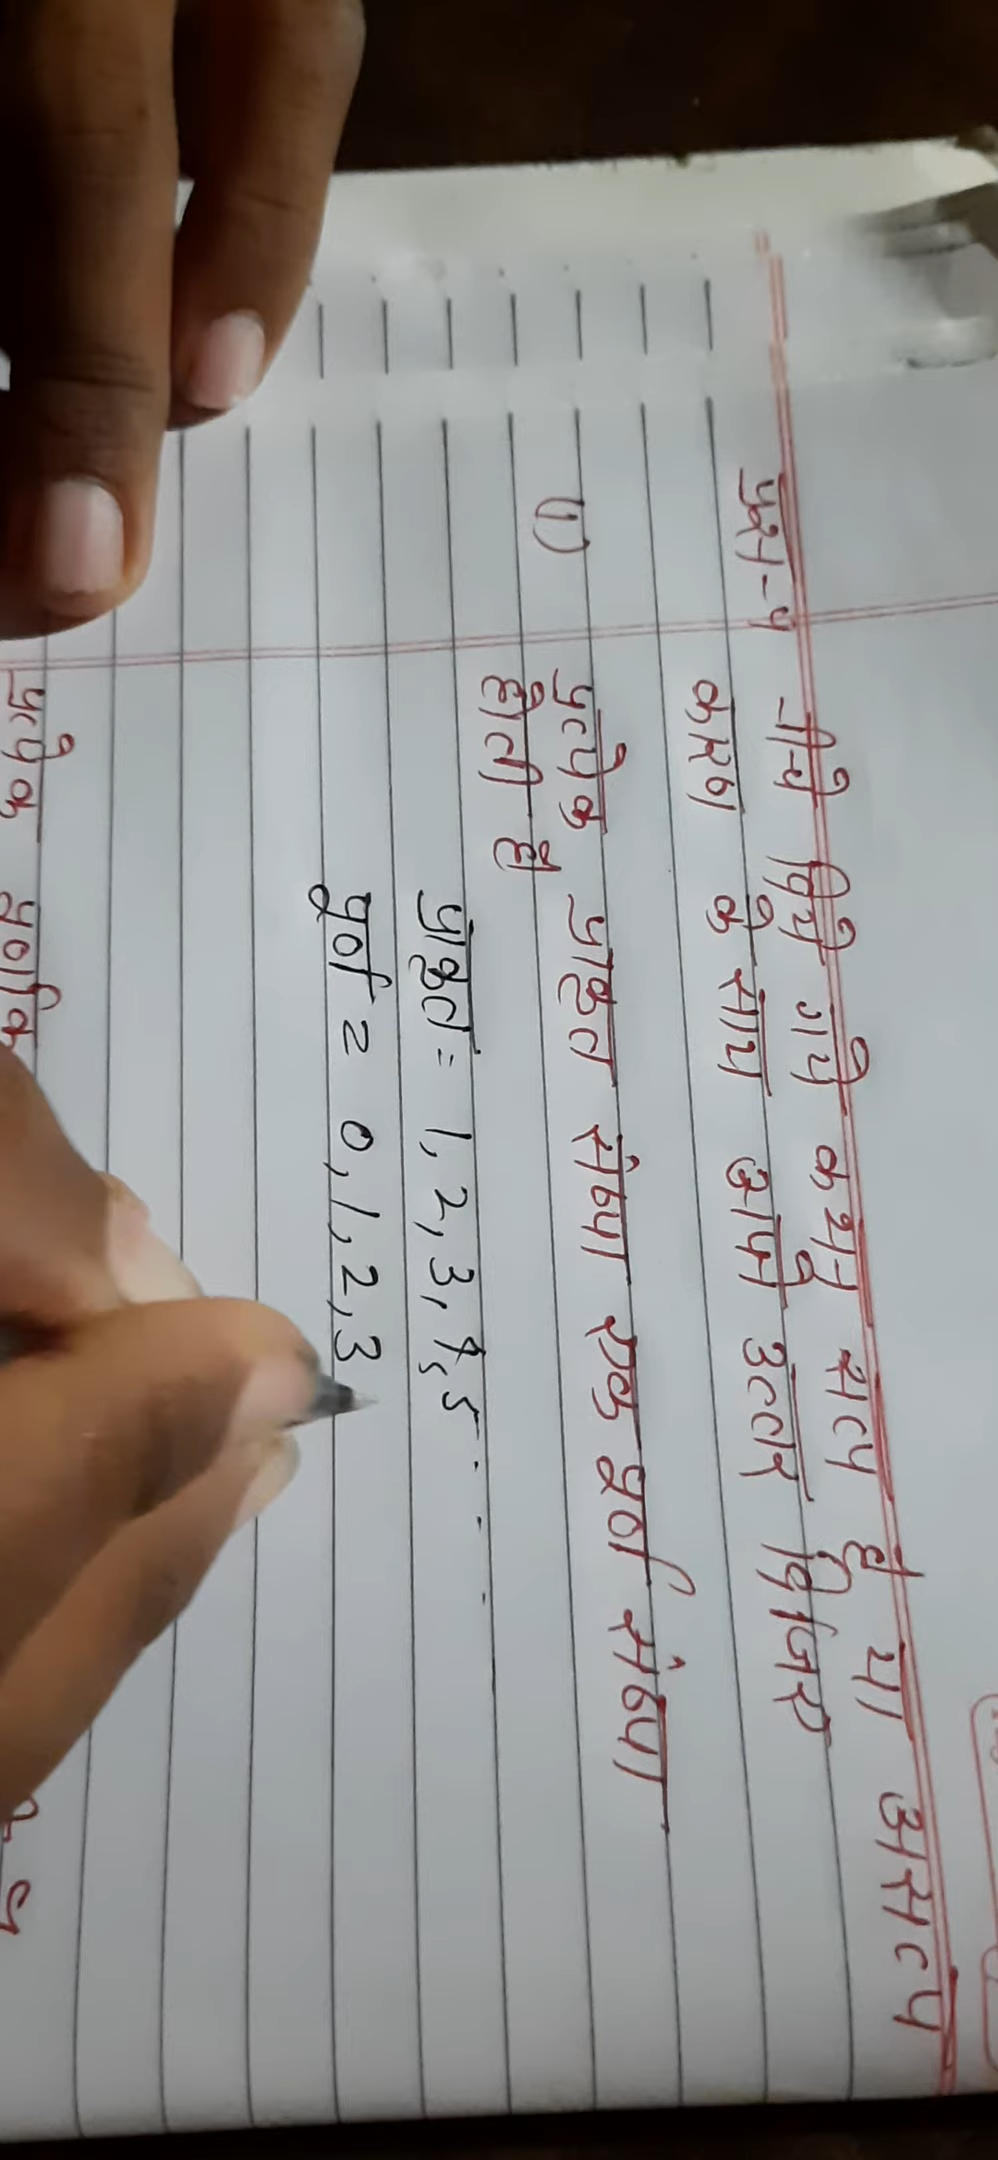 प्रश्न-4 नीचे दिये गये कथन सत्य है या असत्य
कारण के साथ अपने उत्तर दिजिए
(1) प्रत्येक प्राकृत संख्या एक पूर्ण संख्या
होती है
प्राकृत = 1, 2, 3, 4, 5 - - - -
पूर्ण = 0, 1, 2, 3
प्रत्येक पूर्णांक